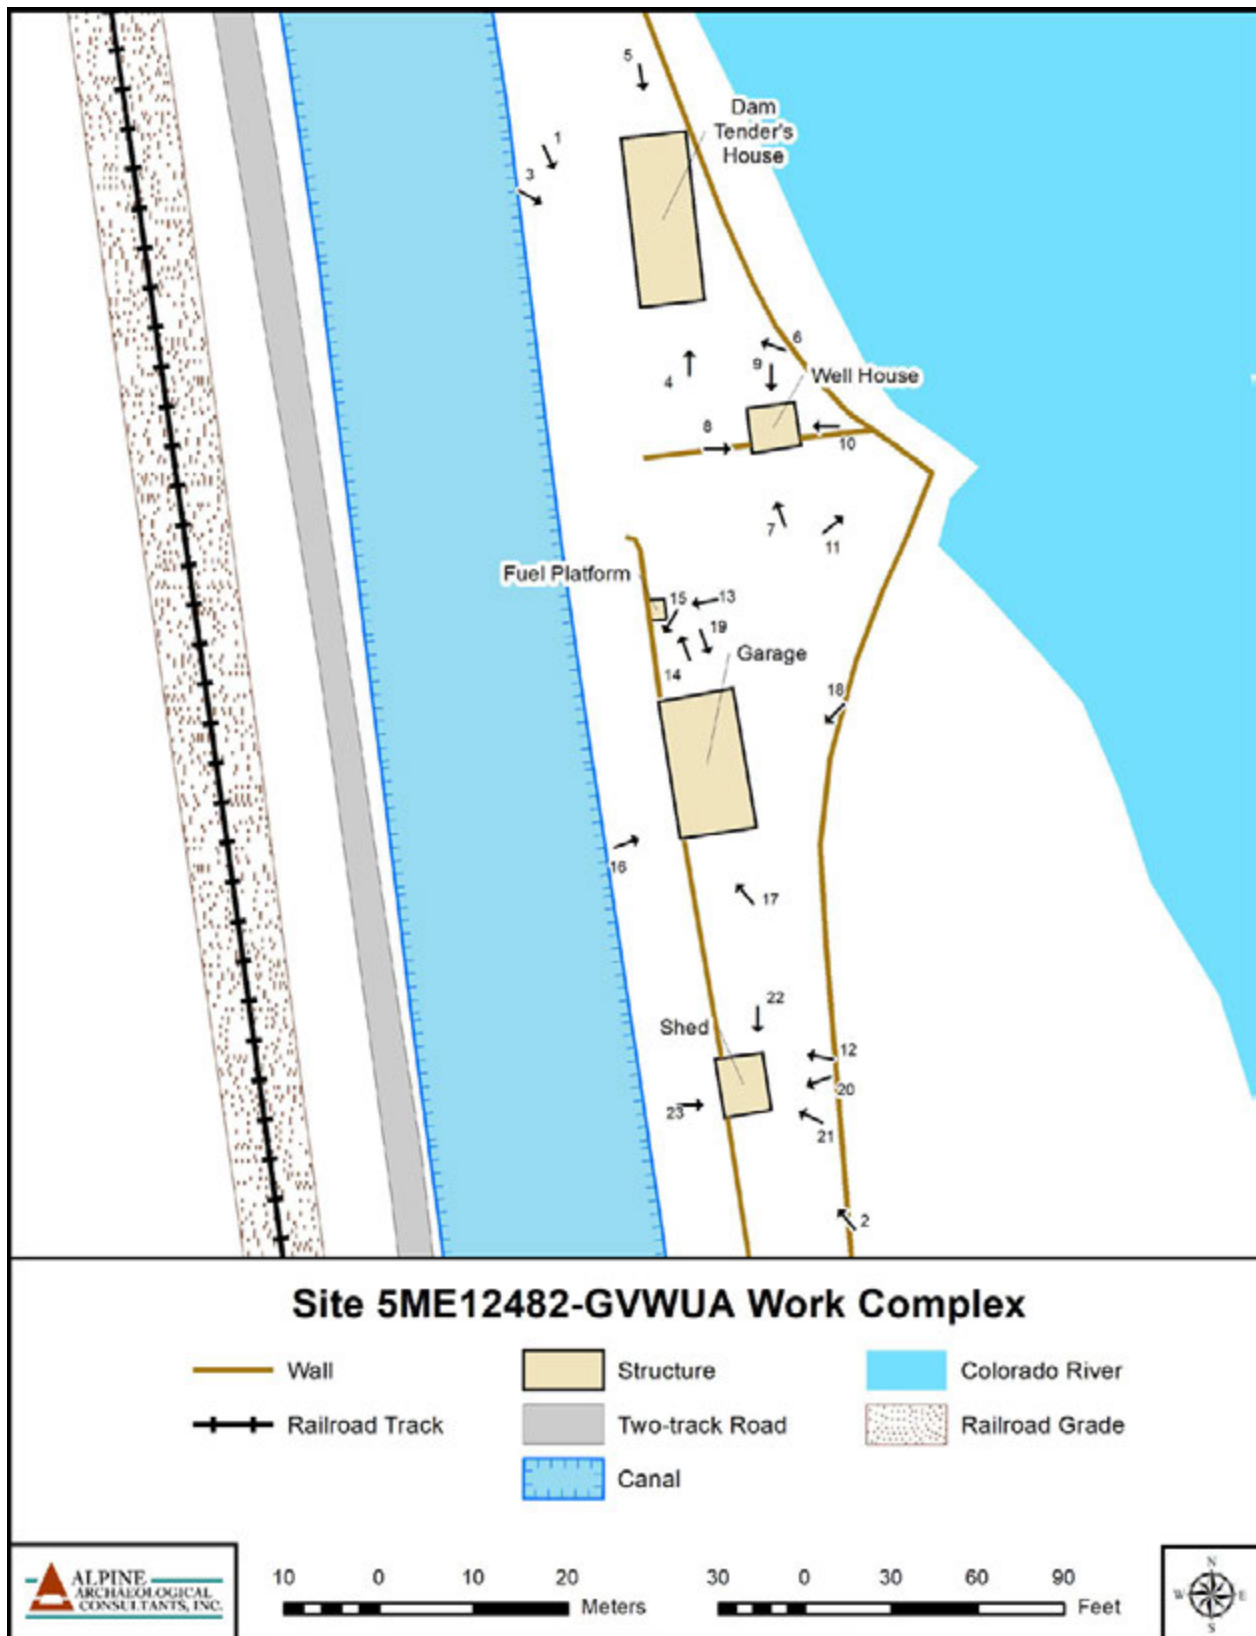 5
Dam
Tender's
House
1
3
6
9
4
Well House
8
10
7
11
Fuel Platform
15
13
19
14
Garage
18
16
17
22
Shed
12
20
23
21
2
Site 5ME12482-GVWUA Work Complex
Wall
Structure
Colorado River
Railroad Track
Two-track Road
Railroad Grade
Canal
ALPINE
ARCHAEOLOGICAL
CONSULTANTS, INC.
10 0 10 20
Meters
30 0 30 60 90
Feet
N
W E
S